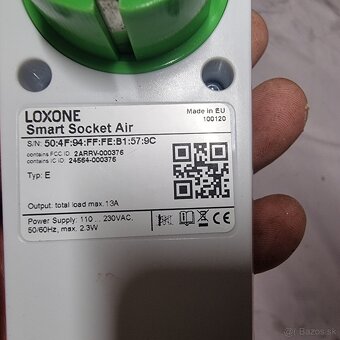 LOXONE
Smart Socket Air
Made in EU
100120
S/N: 50:4F:94:FF:FE:B1:57:9C
contains FCC ID 2ARRV-000376
contains IC ID 24564-000376
Typ: E
Output: total load max. 13A
Power Supply: 110 ... 230VAC,
50/60Hz, max. 2.3W
CE
Bazos.sk